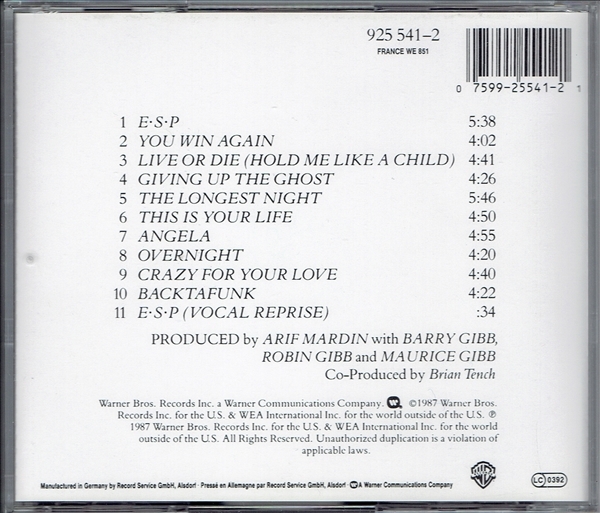 925 541-2
FRANCE WE 851
0 7599-25541-2 1
1 E·S·P 5:38
2 YOU WIN AGAIN 4:02
3 LIVE OR DIE (HOLD ME LIKE A CHILD) 4:41
4 GIVING UP THE GHOST 4:26
5 THE LONGEST NIGHT 5:46
6 THIS IS YOUR LIFE 4:50
7 ANGELA 4:55
8 OVERNIGHT 4:20
9 CRAZY FOR YOUR LOVE 4:40
10 BACKTAFUNK 4:22
11 E·S·P (VOCAL REPRISE) :34
PRODUCED by ARIF MARDIN with BARRY GIBB,
ROBIN GIBB and MAURICE GIBB
Co-Produced by Brian Tench
Warner Bros. Records Inc. a Warner Communications Company. ©1987 Warner Bros.
Records Inc. for the U.S. & WEA International Inc. for the world outside of the U.S. ℗
1987 Warner Bros. Records Inc. for the U.S. & WEA International Inc. for the world
outside of the U.S. All Rights Reserved. Unauthorized duplication is a violation of
applicable laws.
Manufactured in Germany by Record Service GmbH, Alsdorf · Pressé en Allemagne par Record Service GmbH, Alsdorf · A Warner Communications Company
LC 0392